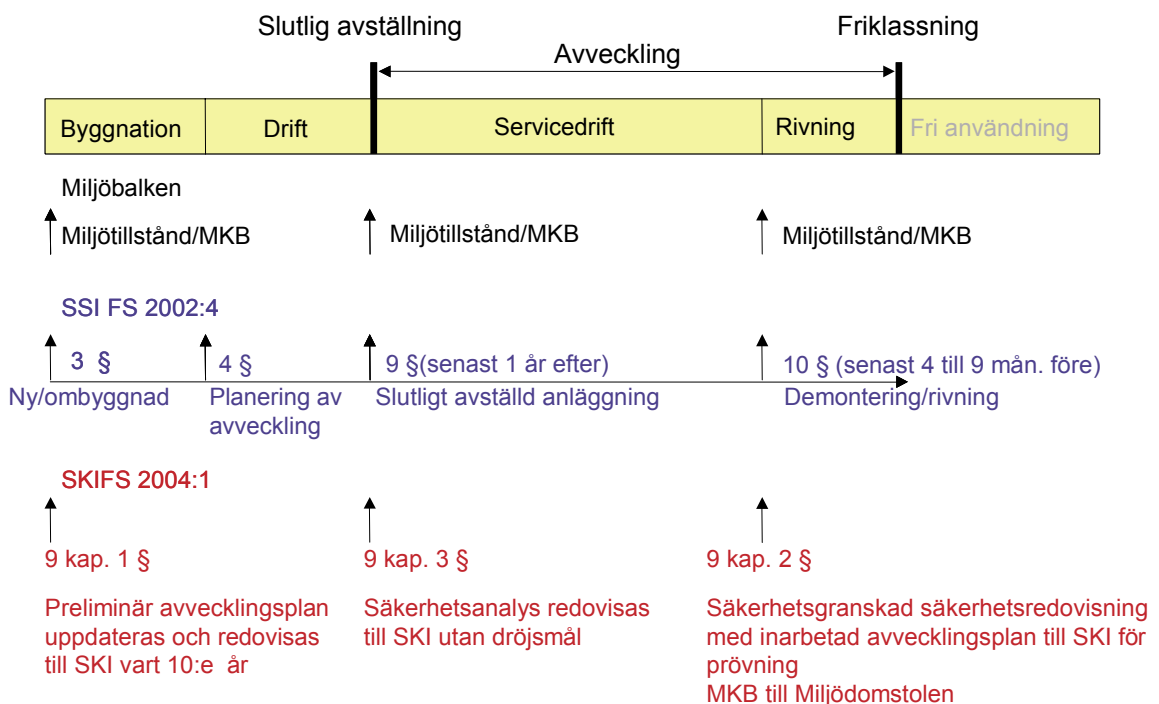 Slutlig avställning
Friklassning
Avveckling
Byggnation
Drift
Servicedrift
Rivning
Fri användning
Miljöbalken
Miljötillstånd/MKB
Miljötillstånd/MKB
Miljötillstånd/MKB
SSI FS 2002:4
3 §
4 §
9 §(senast 1 år efter)
10 § (senast 4 till 9 mån. före)
Ny/ombyggnad
Planering av
avveckling
Slutligt avställd anläggning
Demontering/rivning
SKIFS 2004:1
9 kap. 1 §
9 kap. 3 §
9 kap. 2 §
Preliminär avvecklingsplan
uppdateras och redovisas
till SKI vart 10:e år
Säkerhetsanalys redovisas
till SKI utan dröjsmål
Säkerhetsgranskad säkerhetsredovisning
med inarbetad avvecklingsplan till SKI för
prövning
MKB till Miljödomstolen